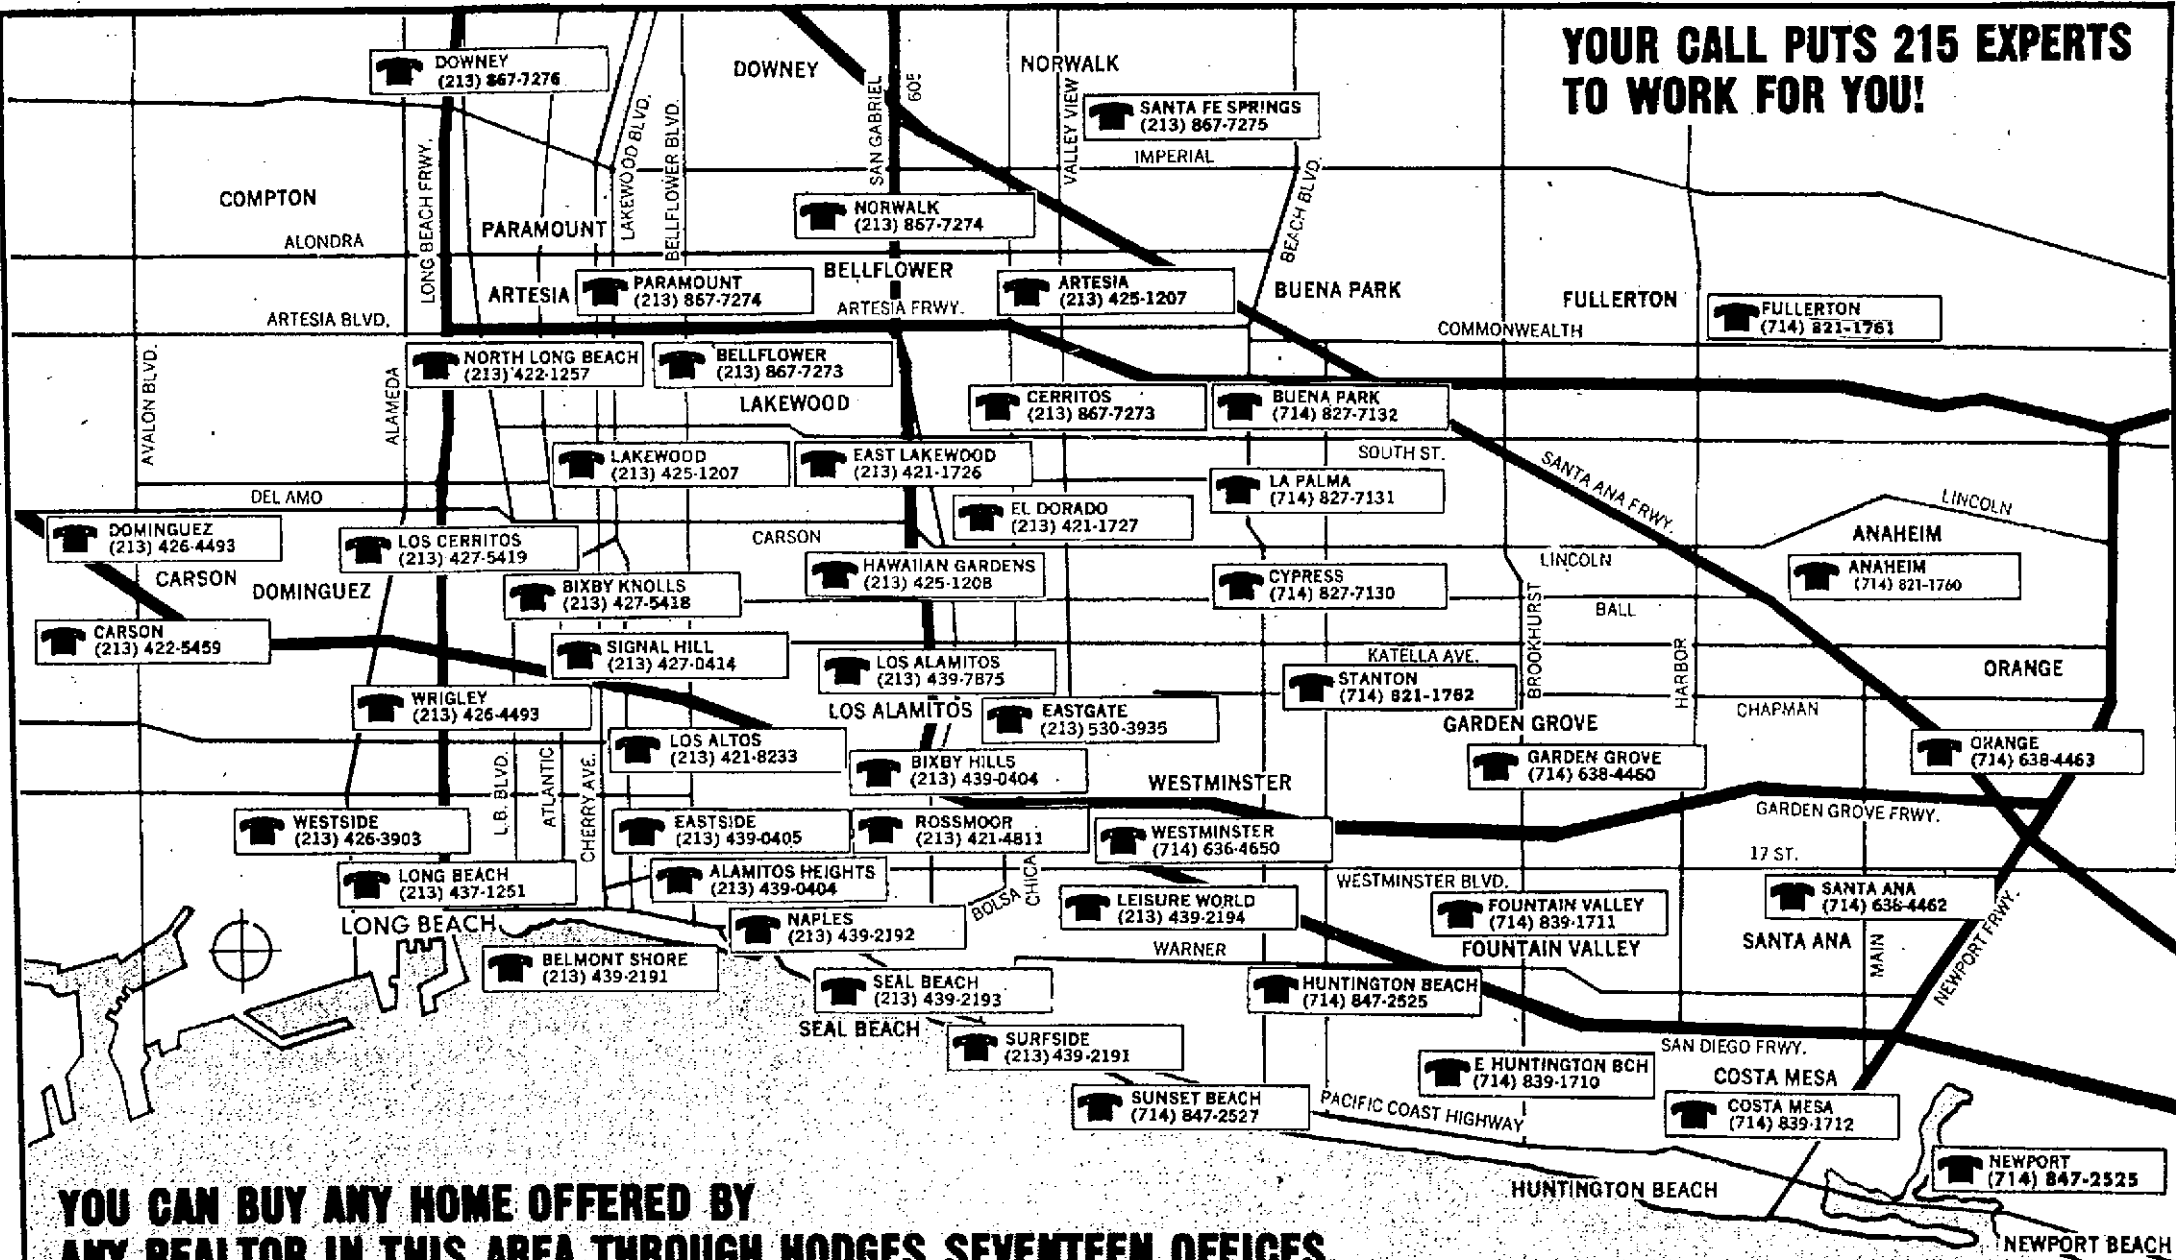 YOUR CALL PUTS 215 EXPERTS
TO WORK FOR YOU!
DOWNEY
(213) 867-7276
DOWNEY
NORWALK
SANTA FE SPRINGS
(213) 867-7275
605
SAN GABRIEL
VALLEY VIEW
IMPERIAL
LONG BEACH FRWY.
LAKEWOOD BLVD.
BELLFLOWER BLVD.
BEACH BLVD.
COMPTON
PARAMOUNT
NORWALK
(213) 867-7274
ALONDRA
BELLFLOWER
ARTESIA
PARAMOUNT
(213) 867-7274
ARTESIA
(213) 425-1207
BUENA PARK
FULLERTON
FULLERTON
(714) 821-1761
ARTESIA BLVD.
ARTESIA FRWY.
COMMONWEALTH
AVALON BLVD.
ALAMEDA
NORTH LONG BEACH
(213) 422-1257
BELLFLOWER
(213) 867-7273
LAKEWOOD
CERRITOS
(213) 867-7273
BUENA PARK
(714) 827-7132
LAKEWOOD
(213) 425-1207
EAST LAKEWOOD
(213) 421-1726
SOUTH ST.
SANTA ANA FRWY.
LA PALMA
(714) 827-7131
DEL AMO
EL DORADO
(213) 421-1727
LINCOLN
DOMINGUEZ
(213) 426-4493
LOS CERRITOS
(213) 427-5419
CARSON
ANAHEIM
LINCOLN
CARSON
DOMINGUEZ
HAWAIIAN GARDENS
(213) 425-1208
CYPRESS
(714) 827-7130
ANAHEIM
(714) 821-1760
BIXBY KNOLLS
(213) 427-5418
BALL
BROOKHURST
HARBOR
CARSON
(213) 422-5459
SIGNAL HILL
(213) 427-0414
LOS ALAMITOS
(213) 439-7875
KATELLA AVE.
ORANGE
STANTON
(714) 821-1762
WRIGLEY
(213) 426-4493
LOS ALAMITOS
EASTGATE
(213) 530-3935
CHAPMAN
GARDEN GROVE
LOS ALTOS
(213) 421-8233
BIXBY HILLS
(213) 439-0404
GARDEN GROVE
(714) 638-4460
ORANGE
(714) 638-4463
L.B. BLVD.
ATLANTIC
CHERRY AVE.
WESTMINSTER
GARDEN GROVE FRWY.
WESTSIDE
(213) 426-3903
EASTSIDE
(213) 439-0405
ROSSMOOR
(213) 421-4811
WESTMINSTER
(714) 636-4650
17 ST.
LONG BEACH
(213) 437-1251
ALAMITOS HEIGHTS
(213) 439-0404
BOLSA
CHICA
WESTMINSTER BLVD.
LEISURE WORLD
(213) 439-2194
FOUNTAIN VALLEY
(714) 839-1711
SANTA ANA
(714) 638-4462
LONG BEACH
NAPLES
(213) 439-2192
WARNER
FOUNTAIN VALLEY
SANTA ANA
MAIN
NEWPORT FRWY.
BELMONT SHORE
(213) 439-2191
SEAL BEACH
(213) 439-2193
HUNTINGTON BEACH
(714) 847-2525
SEAL BEACH
SURFSIDE
(213) 439-2191
SAN DIEGO FRWY.
E HUNTINGTON BCH
(714) 839-1710
COSTA MESA
SUNSET BEACH
(714) 847-2527
PACIFIC COAST HIGHWAY
COSTA MESA
(714) 839-1712
NEWPORT
(714) 847-2525
HUNTINGTON BEACH
NEWPORT BEACH
YOU CAN BUY ANY HOME OFFERED BY
ANY REALTOR IN THIS AREA THROUGH HODGES SEVENTEEN OFFICES